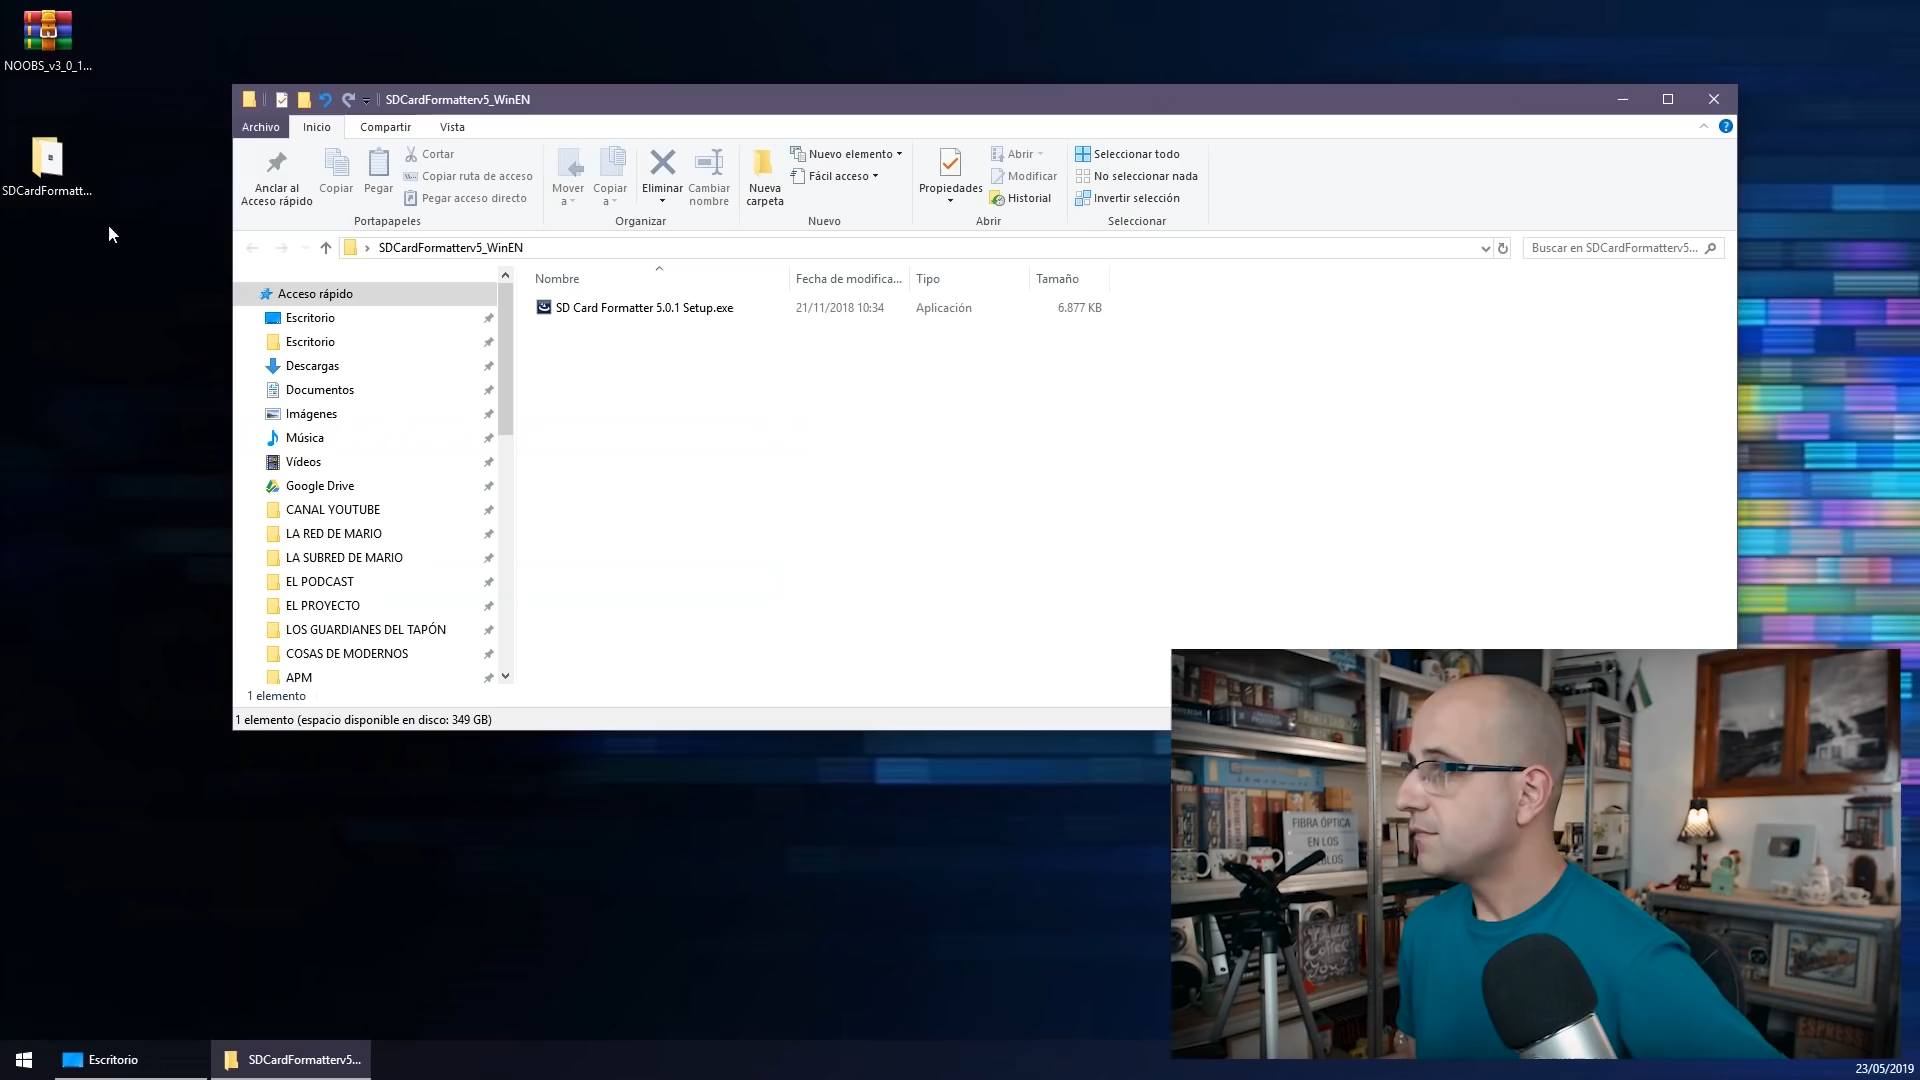 NOOBS_v3_0_1...
SDCardFormatt...
SDCardFormatterv5_WinEN
Archivo
Inicio
Compartir
Vista
Anclar al
Acceso rápido
Copiar
Pegar
Cortar
Copiar ruta de acceso
Pegar acceso directo
Portapapeles
Mover
a
Copiar
a
Eliminar
Cambiar
nombre
Organizar
Nueva
carpeta
Nuevo elemento
Fácil acceso
Nuevo
Propiedades
Abrir
Modificar
Historial
Abrir
Seleccionar todo
No seleccionar nada
Invertir selección
Seleccionar
SDCardFormatterv5_WinEN
Buscar en SDCardFormatterv5...
Nombre
Fecha de modifica...
Tipo
Tamaño
SD Card Formatter 5.0.1 Setup.exe
21/11/2018 10:34
Aplicación
6.877 KB
Acceso rápido
Escritorio
Escritorio
Descargas
Documentos
Imágenes
Música
Vídeos
Google Drive
CANAL YOUTUBE
LA RED DE MARIO
LA SUBRED DE MARIO
EL PODCAST
EL PROYECTO
LOS GUARDIANES DEL TAPÓN
COSAS DE MODERNOS
APM
1 elemento
1 elemento (espacio disponible en disco: 349 GB)
FIBRA ÓPTICA
EN LOS
Coffee
You
Escritorio
SDCardFormatterv5...
23/05/2019